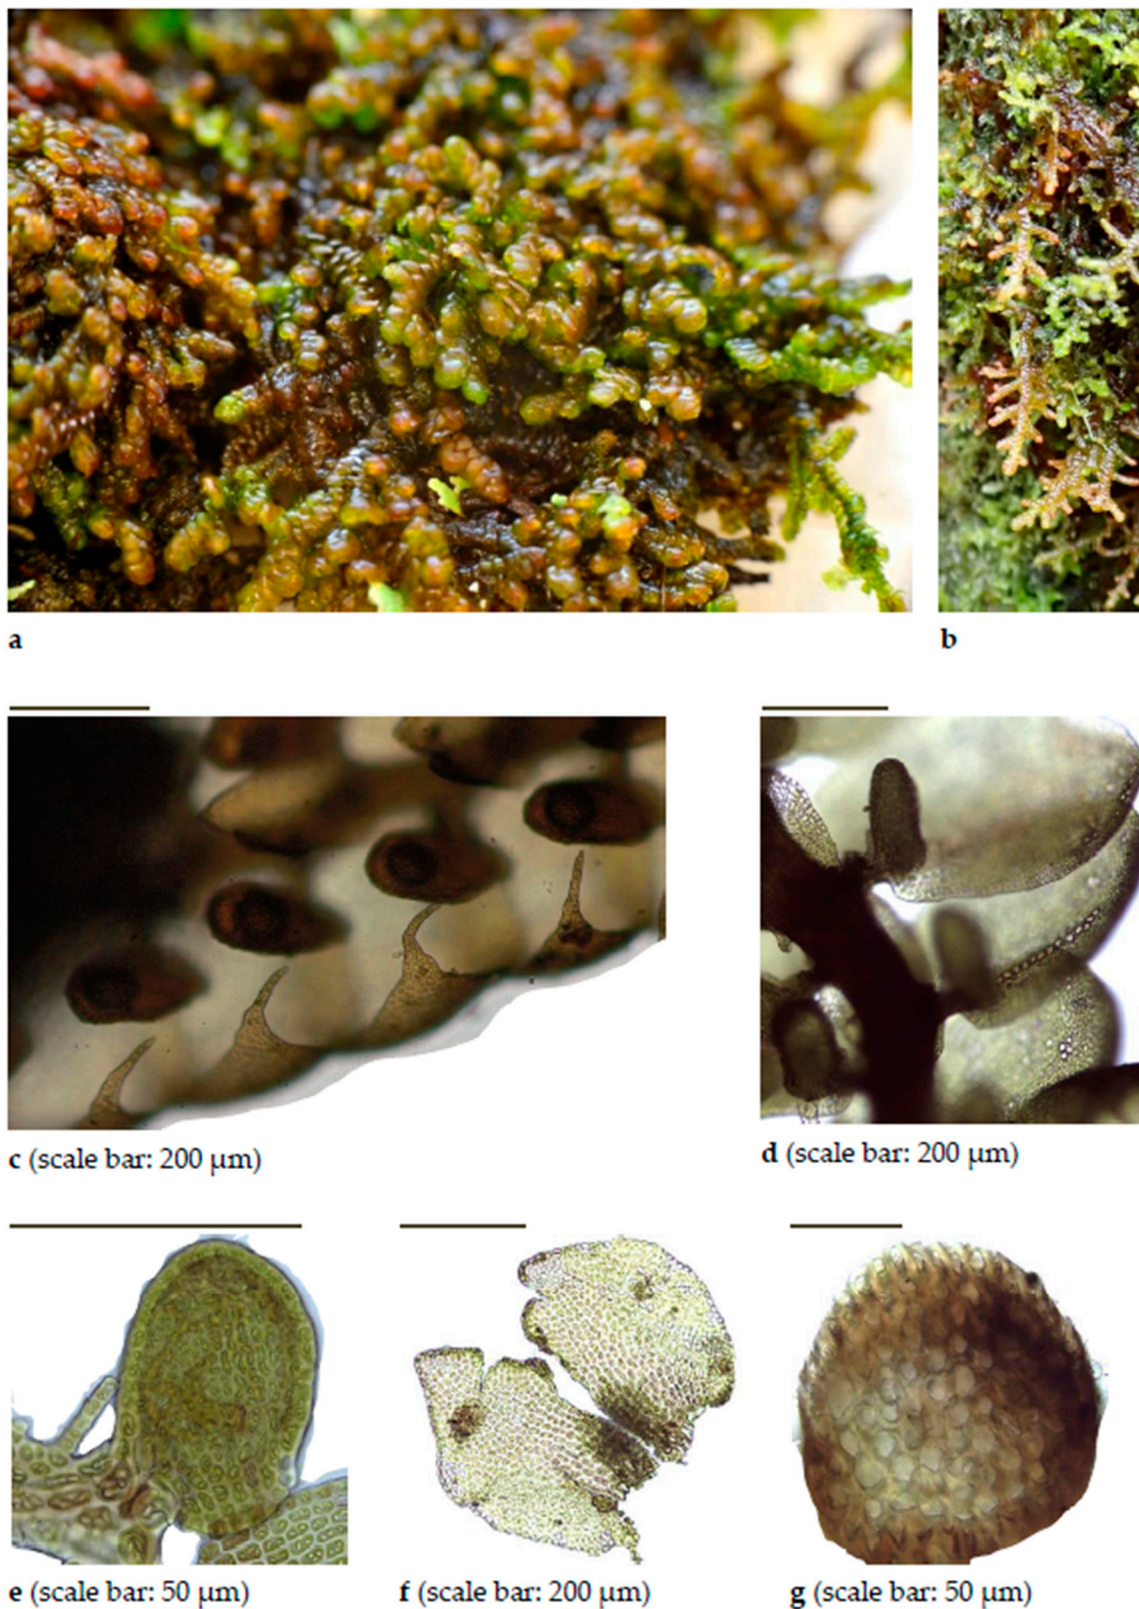 a
b
c (scale bar: 200 µm)
d (scale bar: 200 µm)
e (scale bar: 50 µm)
f (scale bar: 200 µm)
g (scale bar: 50 µm)